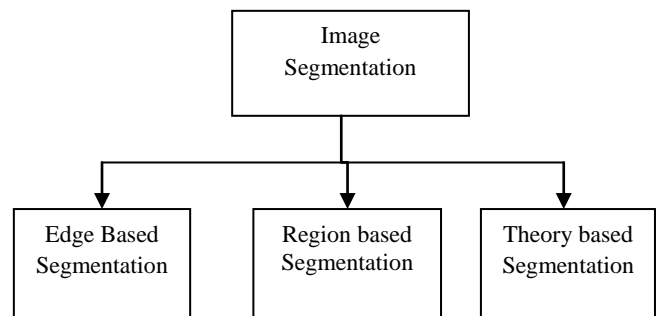 Image
Segmentation
Edge Based
Segmentation
Region based
Segmentation
Theory based
Segmentation